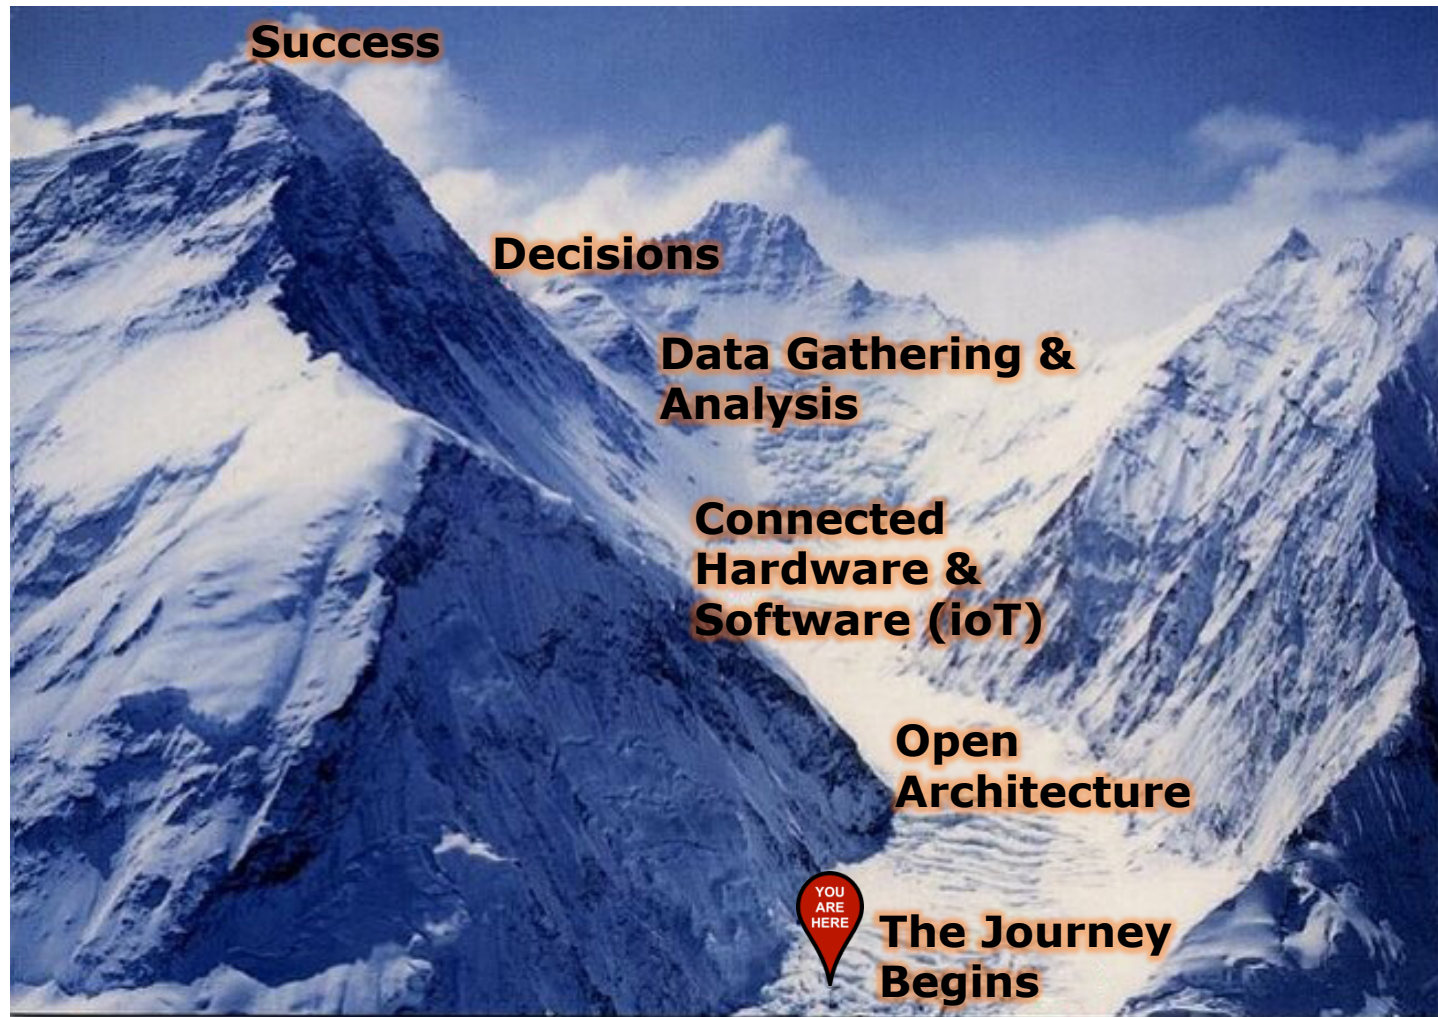 Success
Decisions
Data Gathering &
Analysis
Connected
Hardware &
Software (ioT)
Open
Architecture
YOU
ARE
HERE
The Journey
Begins